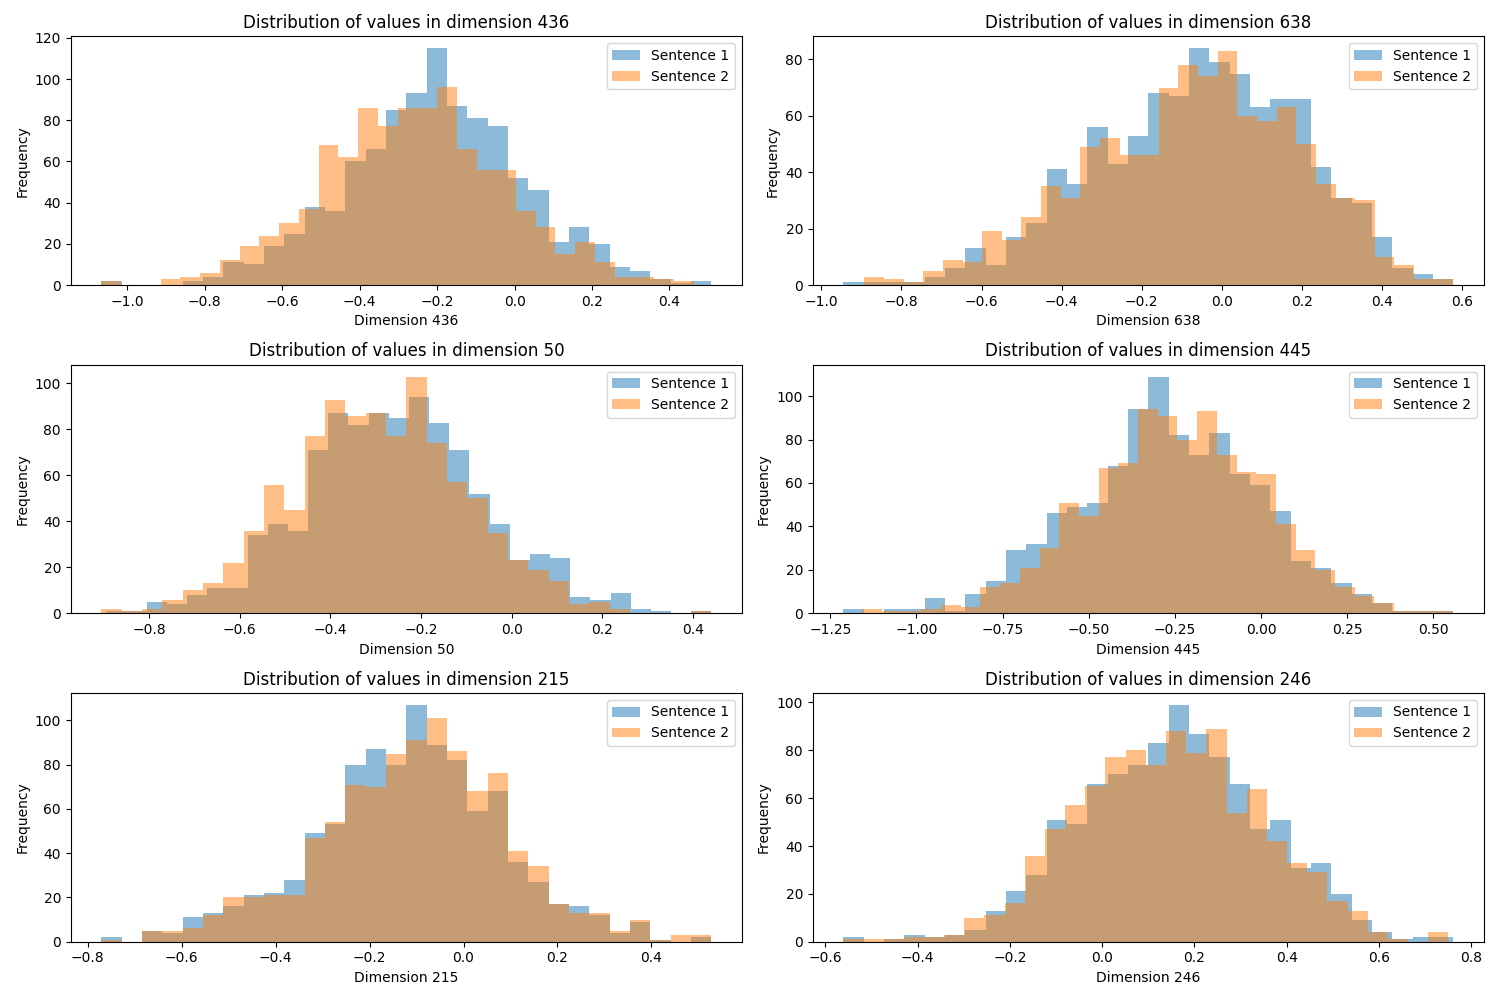 Distribution of values in dimension 436
Frequency
120
100
80
60
40
20
0
Sentence 1
Sentence 2
−1.0 −0.8 −0.6 −0.4 −0.2 0.0 0.2 0.4
Dimension 436
Distribution of values in dimension 638
Frequency
80
60
40
20
0
Sentence 1
Sentence 2
−1.0 −0.8 −0.6 −0.4 −0.2 0.0 0.2 0.4 0.6
Dimension 638
Distribution of values in dimension 50
Frequency
100
80
60
40
20
0
Sentence 1
Sentence 2
−0.8 −0.6 −0.4 −0.2 0.0 0.2 0.4
Dimension 50
Distribution of values in dimension 445
Frequency
100
80
60
40
20
0
Sentence 1
Sentence 2
−1.25 −1.00 −0.75 −0.50 −0.25 0.00 0.25 0.50
Dimension 445
Distribution of values in dimension 215
Frequency
100
80
60
40
20
0
Sentence 1
Sentence 2
−0.8 −0.6 −0.4 −0.2 0.0 0.2 0.4
Dimension 215
Distribution of values in dimension 246
Frequency
100
80
60
40
20
0
Sentence 1
Sentence 2
−0.6 −0.4 −0.2 0.0 0.2 0.4 0.6 0.8
Dimension 246